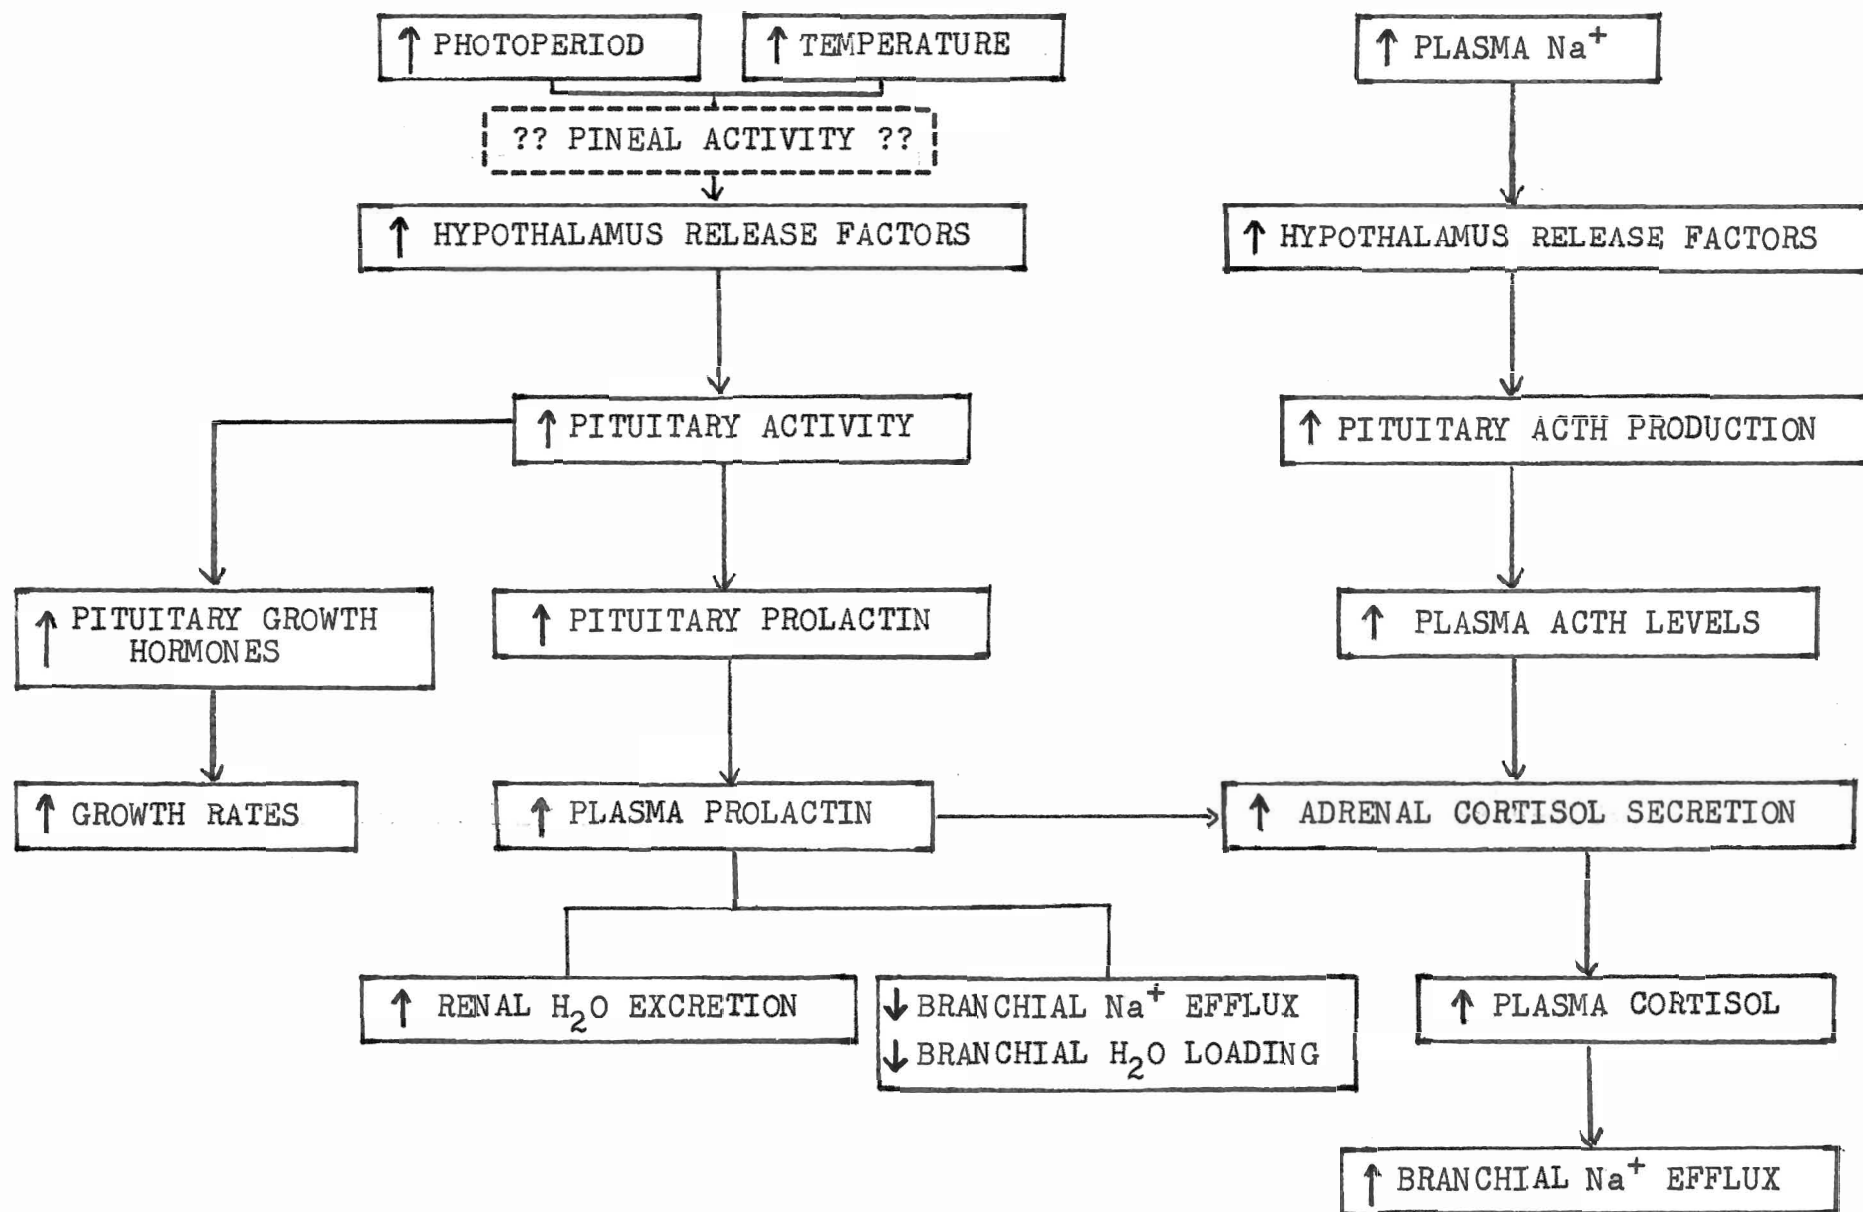 ↑ PHOTOPERIOD
↑ TEMPERATURE
↑ PLASMA Na⁺
?? PINEAL ACTIVITY ??
↑ HYPOTHALAMUS RELEASE FACTORS
↑ HYPOTHALAMUS RELEASE FACTORS
↑ PITUITARY ACTIVITY
↑ PITUITARY ACTH PRODUCTION
↑ PITUITARY GROWTH
HORMONES
↑ PITUITARY PROLACTIN
↑ PLASMA ACTH LEVELS
↑ GROWTH RATES
↑ PLASMA PROLACTIN
↑ ADRENAL CORTISOL SECRETION
↑ RENAL H₂O EXCRETION
↓ BRANCHIAL Na⁺ EFFLUX
↓ BRANCHIAL H₂O LOADING
↑ PLASMA CORTISOL
↑ BRANCHIAL Na⁺ EFFLUX